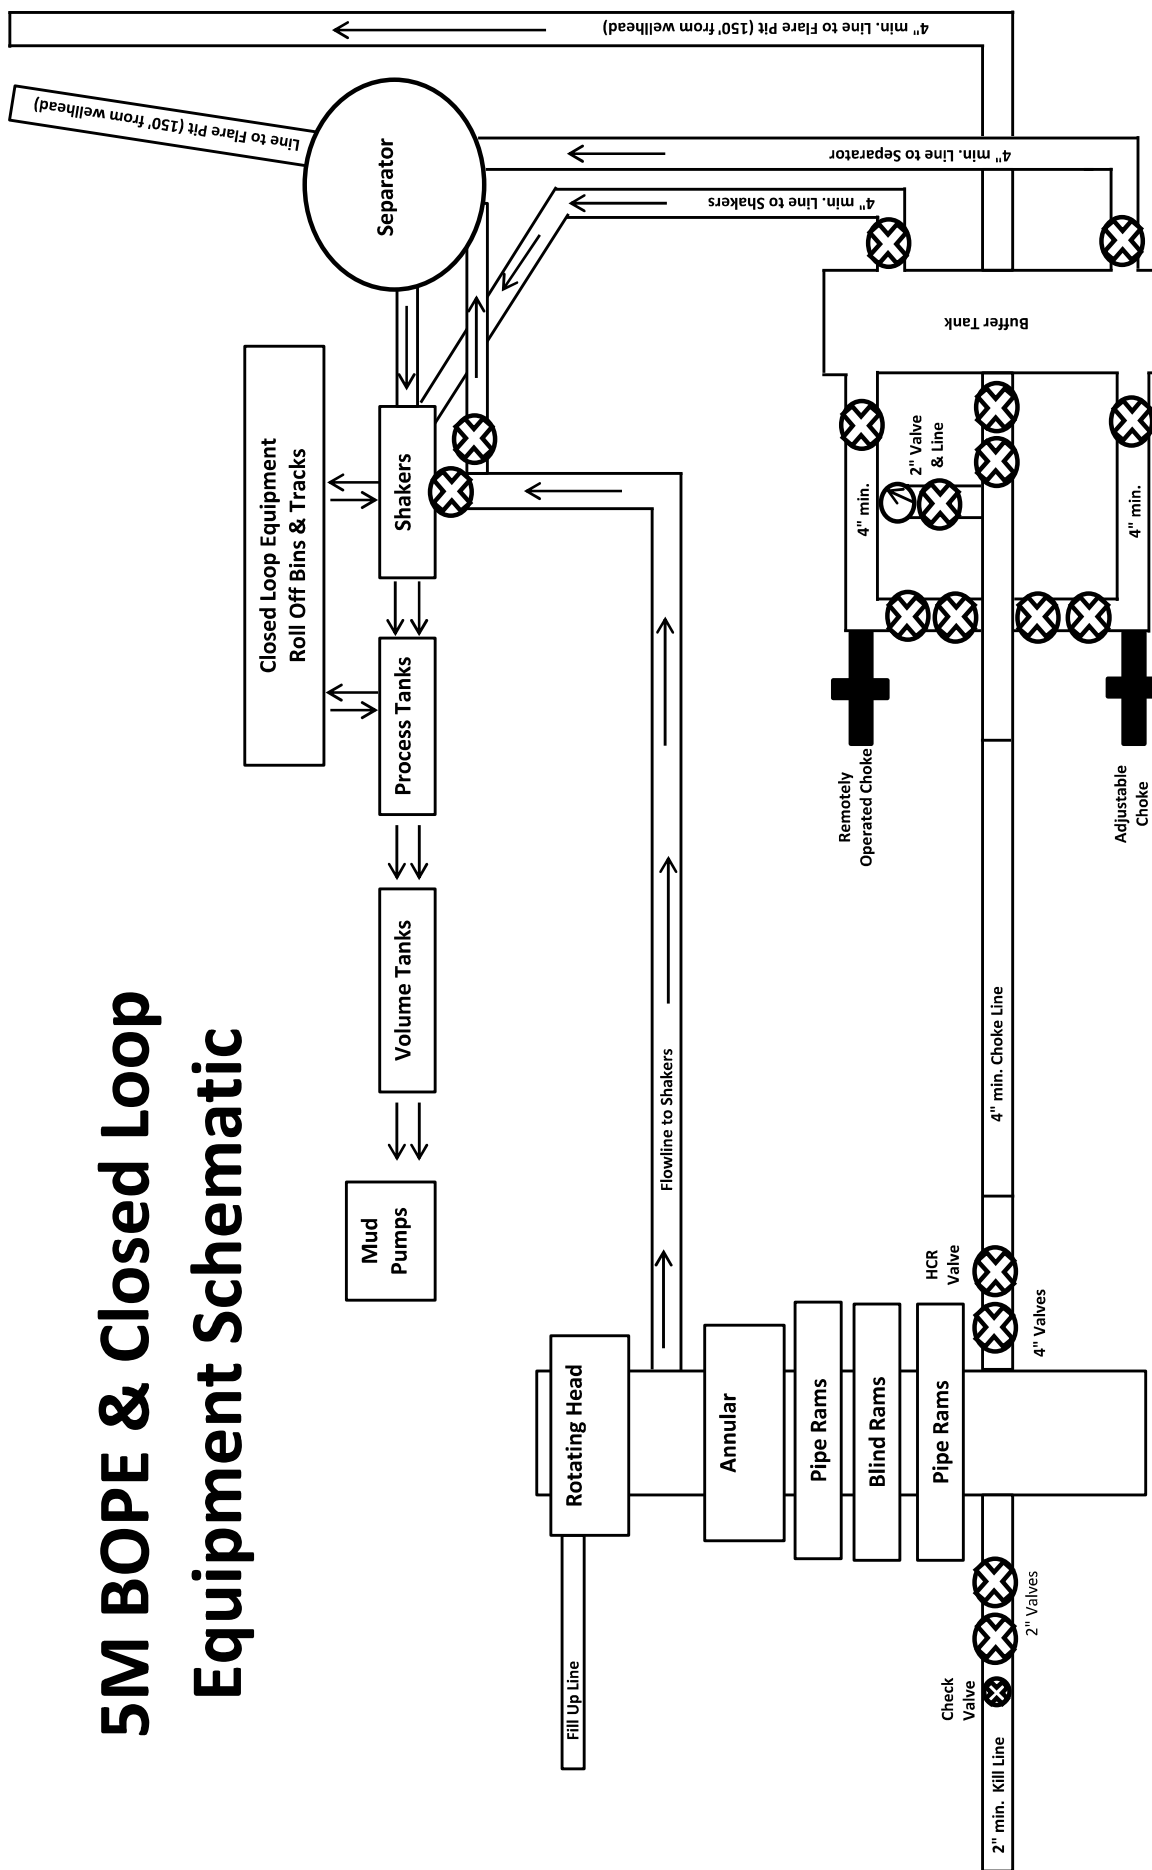 5M BOPE & Closed Loop
Equipment Schematic
Fill Up Line
Rotating Head
Annular
Pipe Rams
Blind Rams
Pipe Rams
2" min. Kill Line
Check
Valve
2" Valves
4" Valves
HCR
Valve
4" min. Choke Line
Flowline to Shakers
Mud
Pumps
Volume Tanks
Process Tanks
Shakers
Closed Loop Equipment
Roll Off Bins & Tracks
Separator
Line to Flare Pit (150' from wellhead)
4" min. Line to Flare Pit (150' from wellhead)
4" min. Line to Separator
4" min. Line to Shakers
Buffer Tank
2" Valve
& Line
4" min.
4" min.
Remotely
Operated Choke
Adjustable
Choke